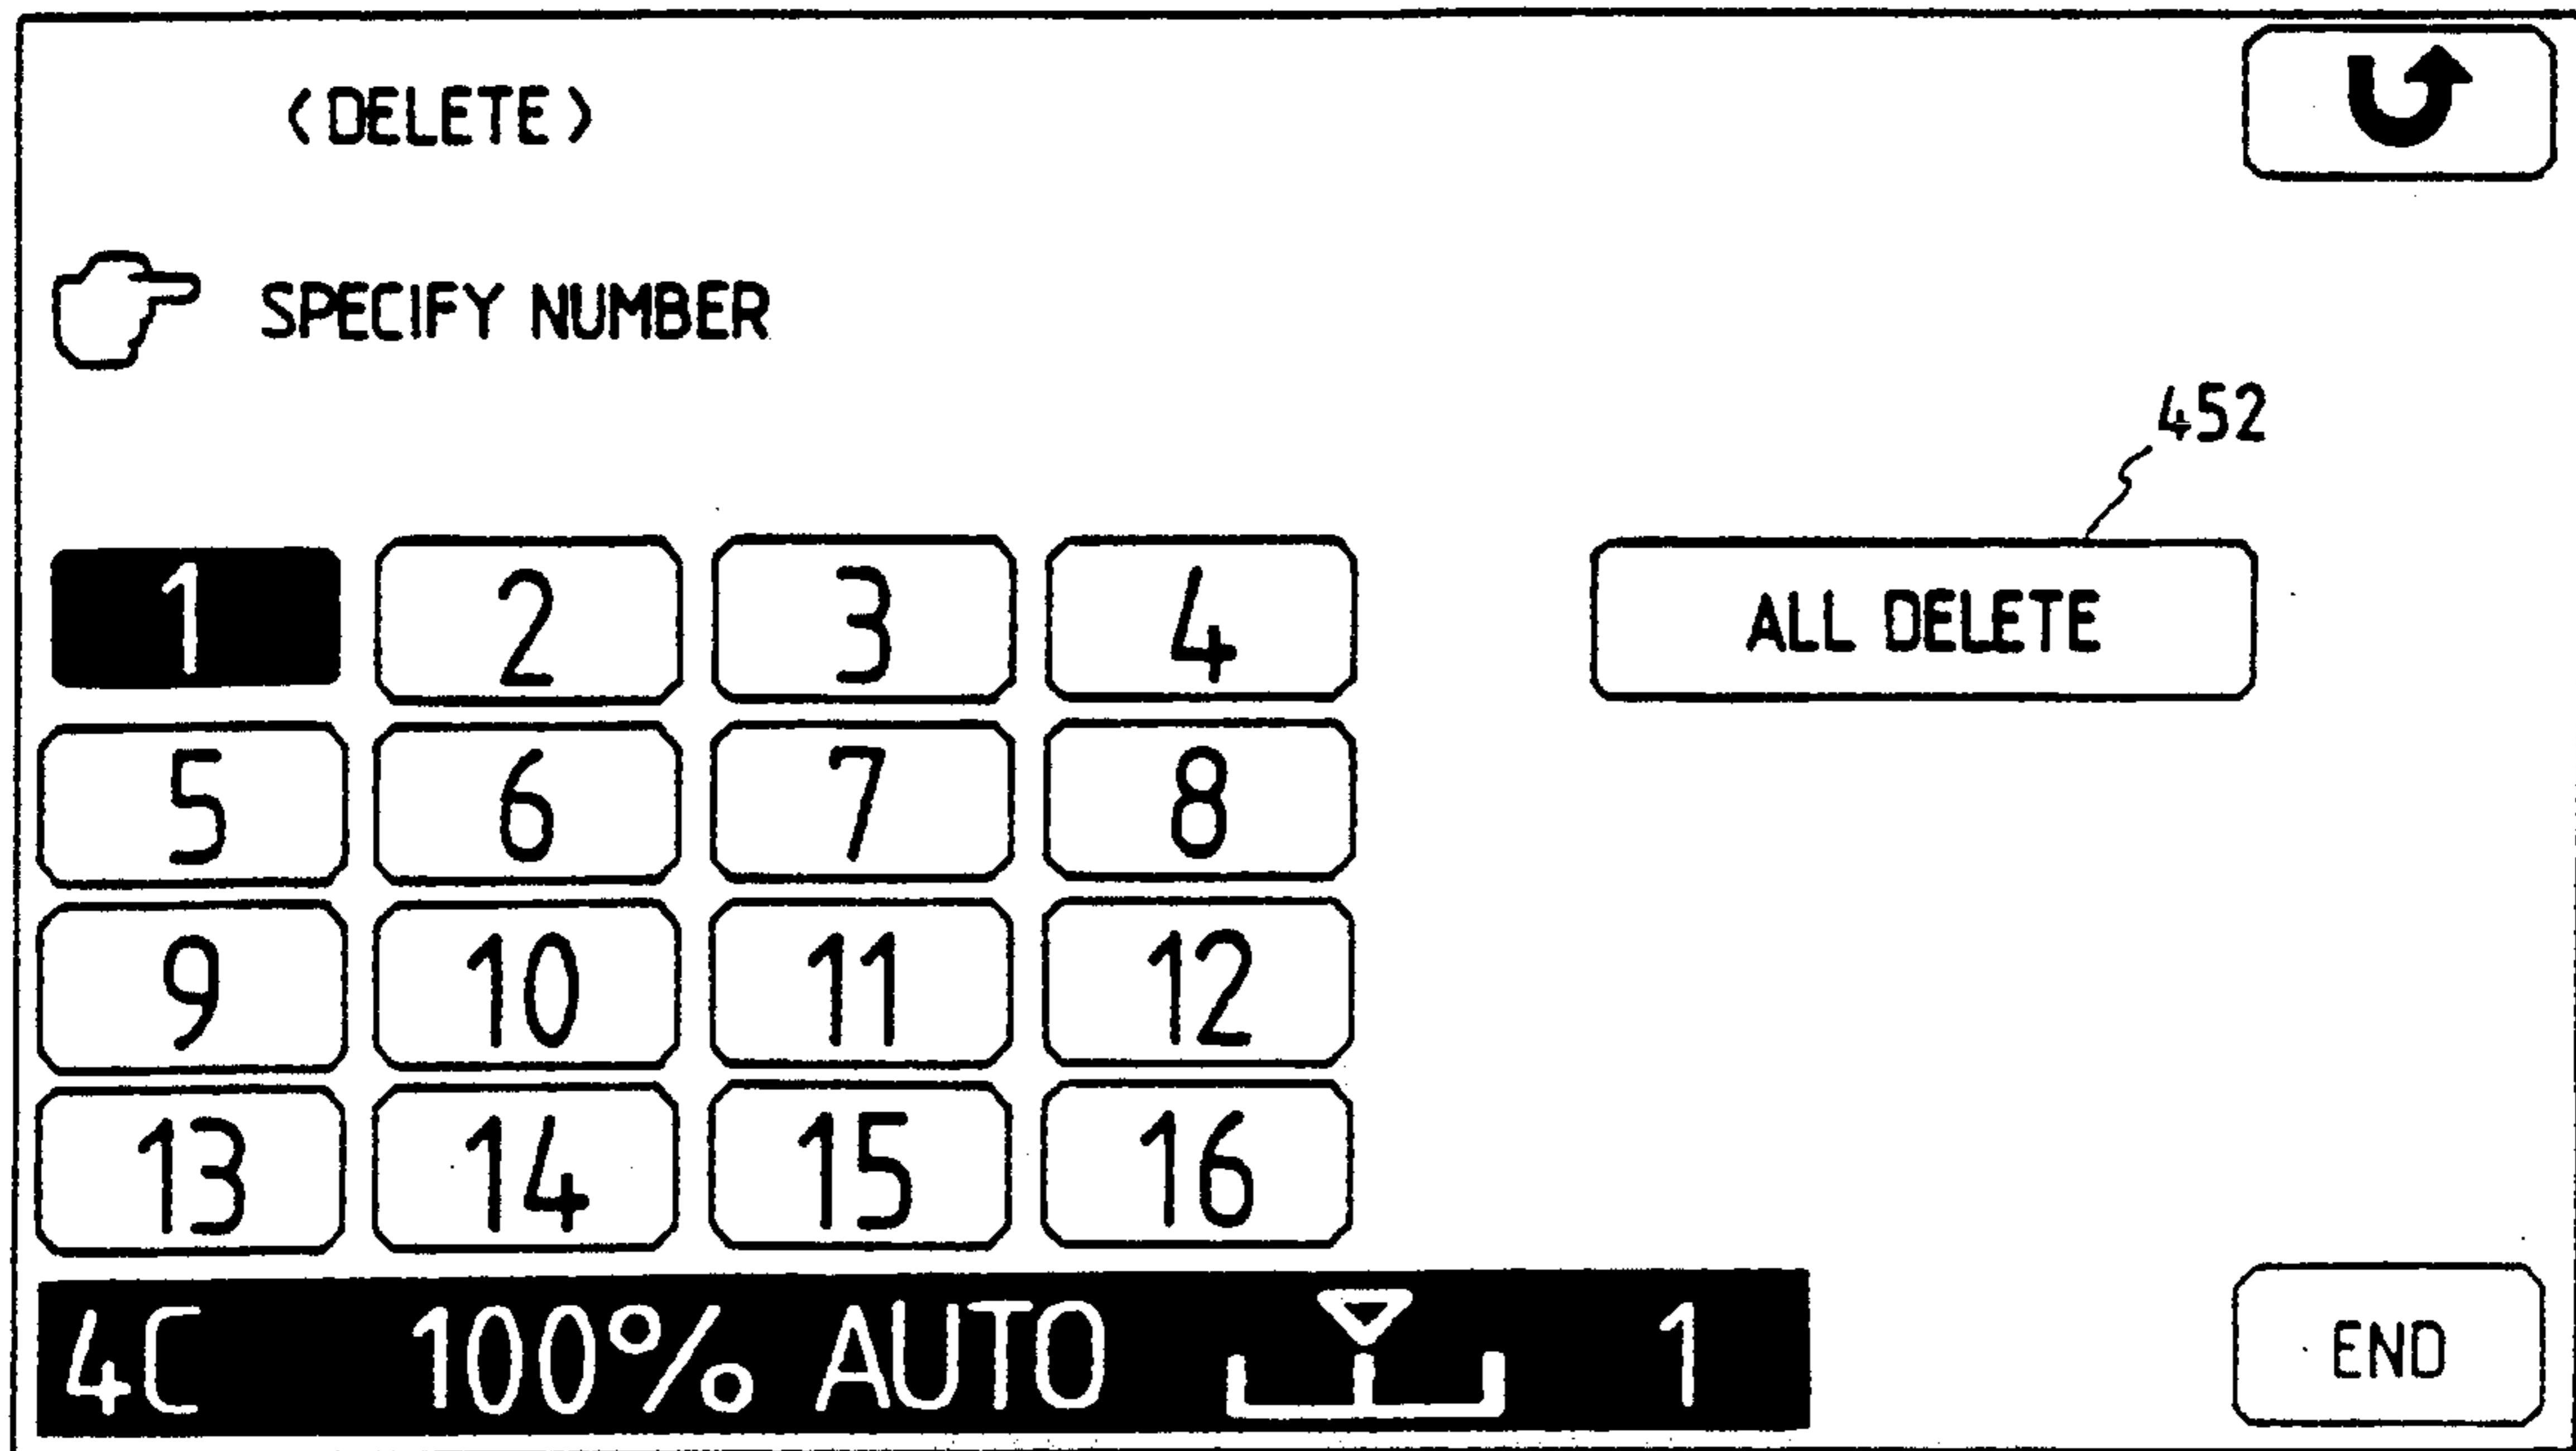 <DELETE>
SPECIFY NUMBER
452
1 2 3 4 ALL DELETE
5 6 7 8
9 10 11 12
13 14 15 16
4C 100% AUTO 1 END